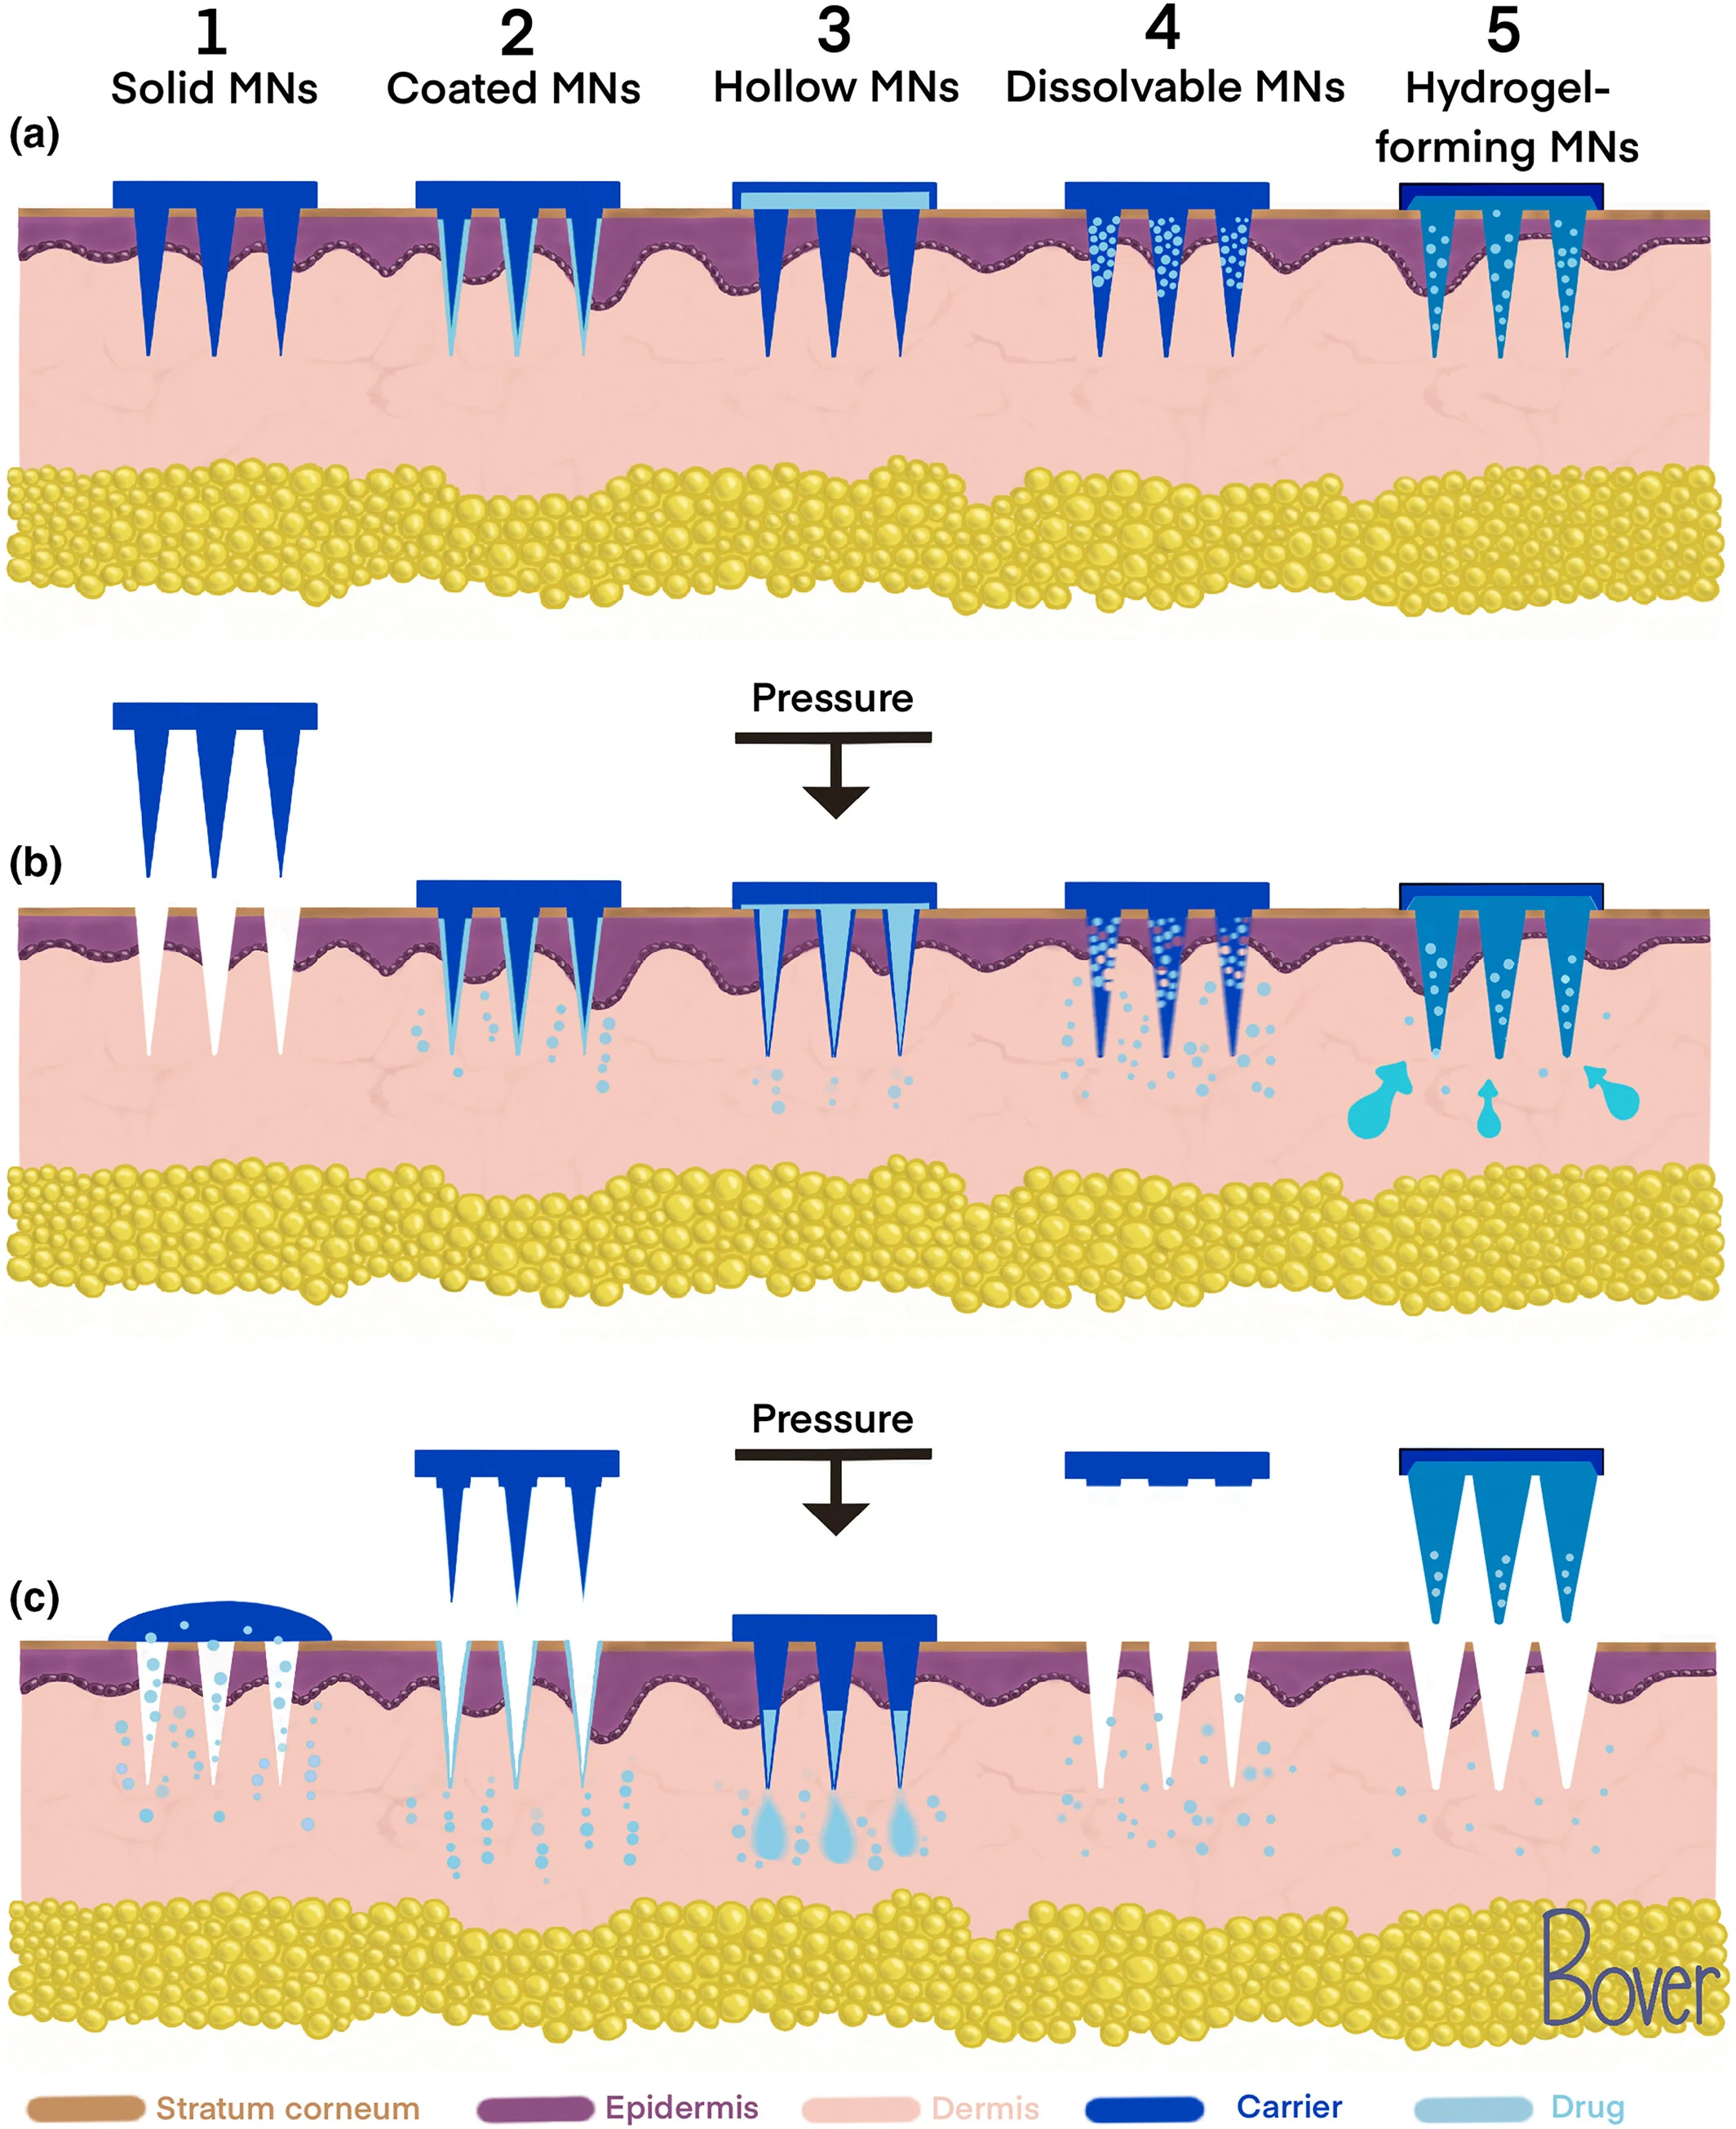 1
Solid MNs
2
Coated MNs
3
Hollow MNs
4
Dissolvable MNs
5
Hydrogel-
forming MNs
(a)
Pressure
(b)
Pressure
(c)
Bover
Stratum corneum
Epidermis
Dermis
Carrier
Drug